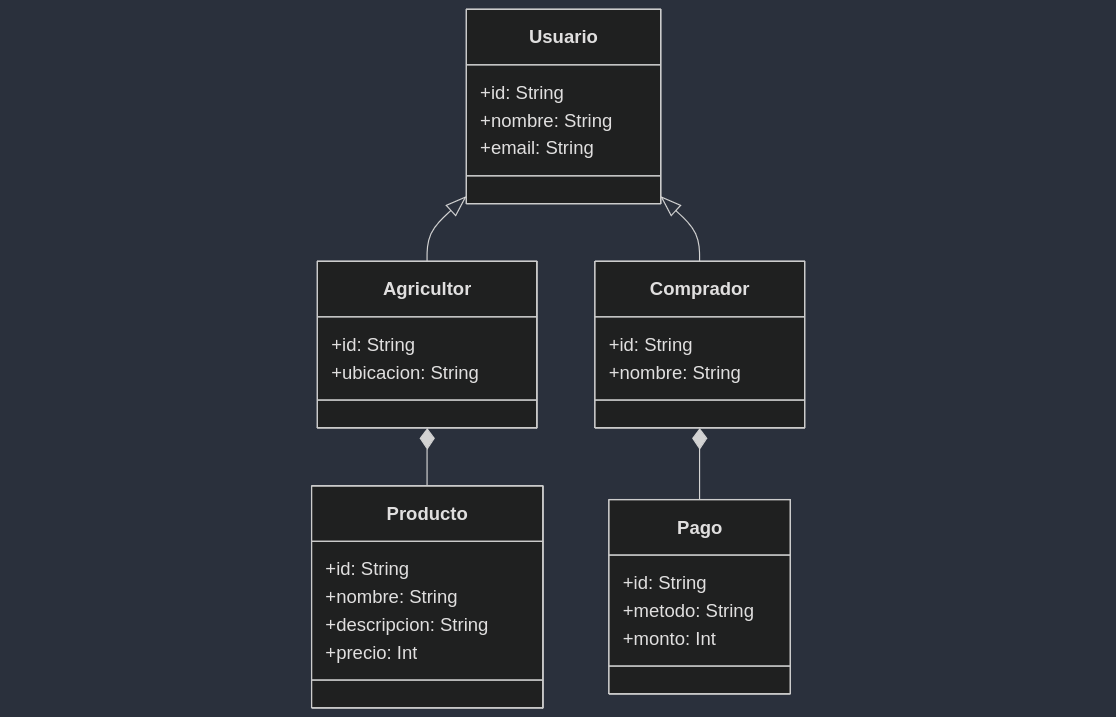 Usuario
+id: String
+nombre: String
+email: String
Agricultor
+id: String
+ubicacion: String
Comprador
+id: String
+nombre: String
Producto
+id: String
+nombre: String
+descripcion: String
+precio: Int
Pago
+id: String
+metodo: String
+monto: Int